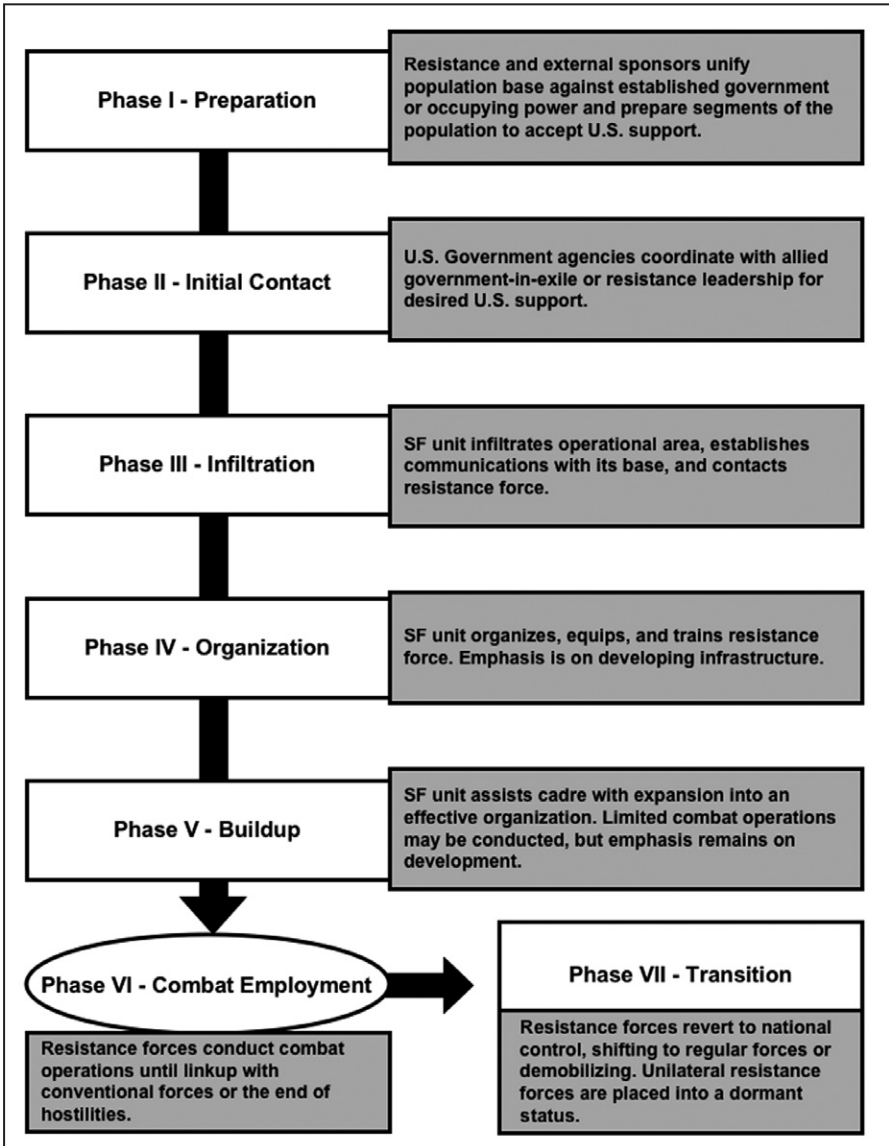 Phase I - Preparation
Resistance and external sponsors unify
population base against established government
or occupying power and prepare segments of the
population to accept U.S. support.
Phase II - Initial Contact
U.S. Government agencies coordinate with allied
government-in-exile or resistance leadership for
desired U.S. support.
Phase III - Infiltration
SF unit infiltrates operational area, establishes
communications with its base, and contacts
resistance force.
Phase IV - Organization
SF unit organizes, equips, and trains resistance
force. Emphasis is on developing infrastructure.
Phase V - Buildup
SF unit assists cadre with expansion into an
effective organization. Limited combat operations
may be conducted, but emphasis remains on
development.
Phase VI - Combat Employment
Resistance forces conduct combat
operations until linkup with
conventional forces or the end of
hostilities.
Phase VII - Transition
Resistance forces revert to national
control, shifting to regular forces or
demobilizing. Unilateral resistance
forces are placed into a dormant
status.